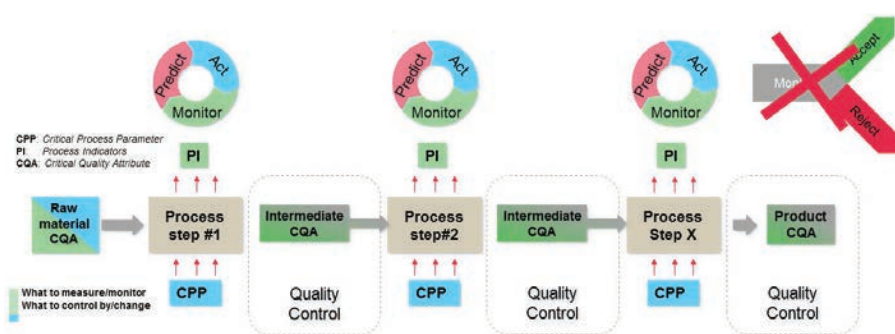 Predict
Act
Monitor
Predict
Act
Monitor
Predict
Act
Monitor
Accept
Reject
CPP: Critical Process Parameter
PI: Process Indicators
CQA: Critical Quality Attribute
PI
PI
PI
Raw
material
CQA
Process
step #1
Intermediate
CQA
Process
step#2
Intermediate
CQA
Process
Step X
Product
CQA
What to measure/monitor
What to control by/change
CPP
Quality
Control
CPP
Quality
Control
CPP
Quality
Control